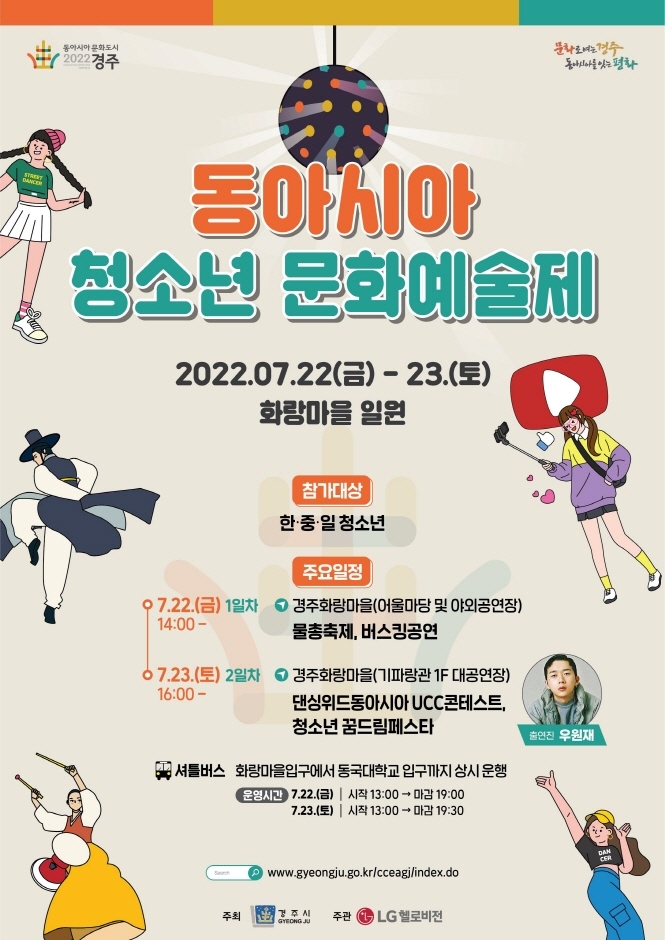 동아시아 문화도시
2022 경주
문화로 여는 경주
동아시아를 잇는 평화
STREET
DANCER
동아시아
청소년 문화예술제
2022.07.22(금) - 23.(토)
화랑마을 일원
참가대상
한·중·일 청소년
주요일정
7.22.(금) 1일차 경주화랑마을(어울마당 및 야외공연장)
14:00 – 물총축제, 버스킹공연
7.23.(토) 2일차 경주화랑마을(기파랑관 1F 대공연장)
16:00 – 댄싱위드동아시아 UCC콘테스트,
청소년 꿈드림페스타
출연진 우원재
셔틀버스 화랑마을입구에서 동국대학교 입구까지 상시 운행
운영시간 7.22.(금) | 시작 13:00 → 마감 19:00
7.23.(토) | 시작 13:00 → 마감 19:30
DAN
CER
Search www.gyeongju.go.kr/cceagj/index.do
주최 경주시 GYEONG JU 주관 LG헬로비전